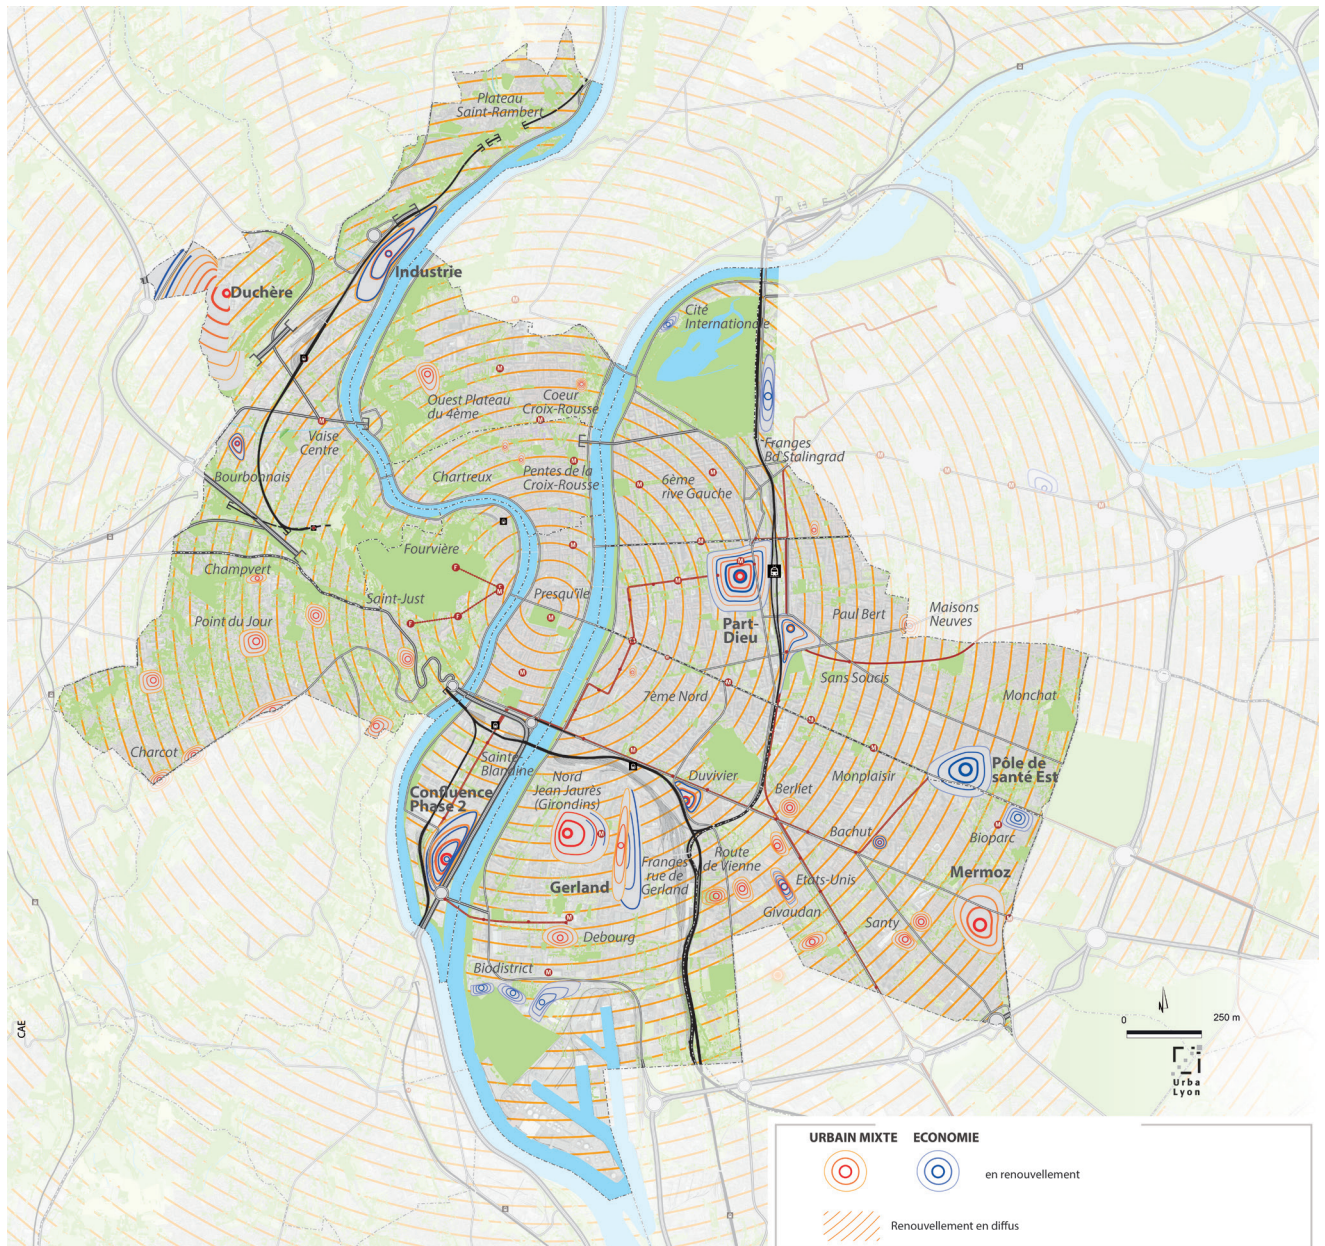 Plateau
Saint-Rambert
Industrie
Duchère
Cité
Internationale
Ouest Plateau
du 4ème
Coeur
Croix-Rousse
Vaise
Centre
Franges
Bd Stalingrad
Bourbonnais
Chartreux
Pentes de la
Croix-Rousse
6ème
rive Gauche
Fourvière
Champvert
Saint-Just
Presqu'île
Point du Jour
Part-
Dieu
Paul Bert
Maisons
Neuves
Sans Soucis
7ème Nord
Monchat
Charcot
Sainte
Blandine
Nord
Jean Jaurès
(Girondins)
Duvivier
Monplaisir
Pôle de
santé Est
Confluence
Phase 2
Berliet
Bachut
Bioparc
Franges
rue de
Gerland
Route
de Vienne
Etats-Unis
Mermoz
Gerland
Givaudan
Santy
Debourg
Biodistrict
CAE
0 250 m
Urba
Lyon
URBAIN MIXTE ECONOMIE
en renouvellement
Renouvellement en diffus